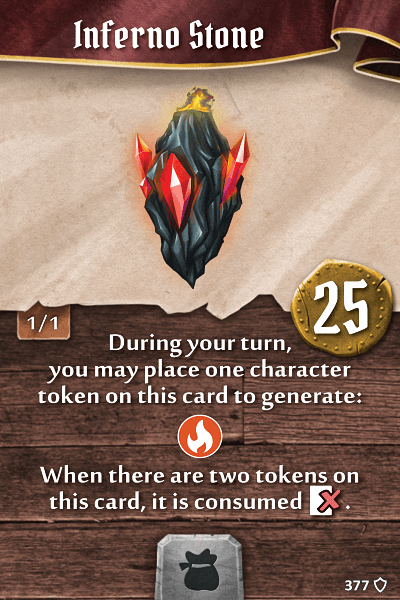 Inferno Stone
1/1
25
During your turn,
you may place one character
token on this card to generate:
When there are two tokens on
this card, it is consumed .
377